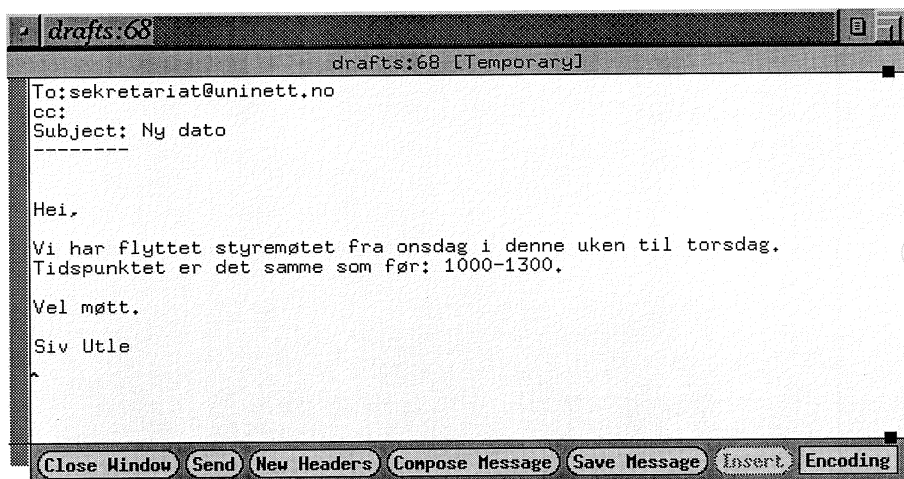 drafts:68
drafts:68 [Temporary]
To:sekretariat@uninett.no
cc:
Subject: Ny dato
--------
Hei,
Vi har flyttet styremøtet fra onsdag i denne uken til torsdag.
Tidspunktet er det samme som før: 1000-1300.
Vel møtt.
Siv Utle
^
Close Window Send New Headers Compose Message Save Message Insert Encoding